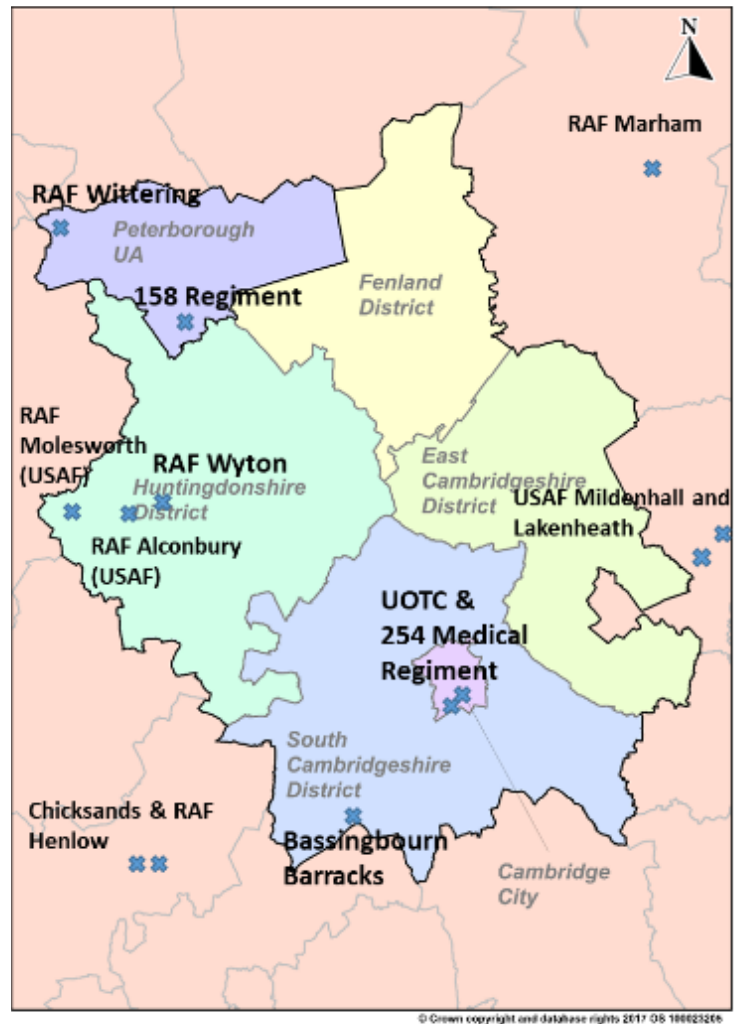 N
RAF Marham
RAF Wittering
Peterborough
UA
158 Regiment
Fenland
District
RAF
Molesworth
(USAF)
RAF Wyton
Huntingdonshire
District
RAF Alconbury
(USAF)
East
Cambridgeshire
District
USAF Mildenhall and
Lakenheath
UOTC &
254 Medical
Regiment
South
Cambridgeshire
District
Chicksands & RAF
Henlow
Bassingbourn
Barracks
Cambridge
City
© Crown copyright and database rights 2017 OS 100023205